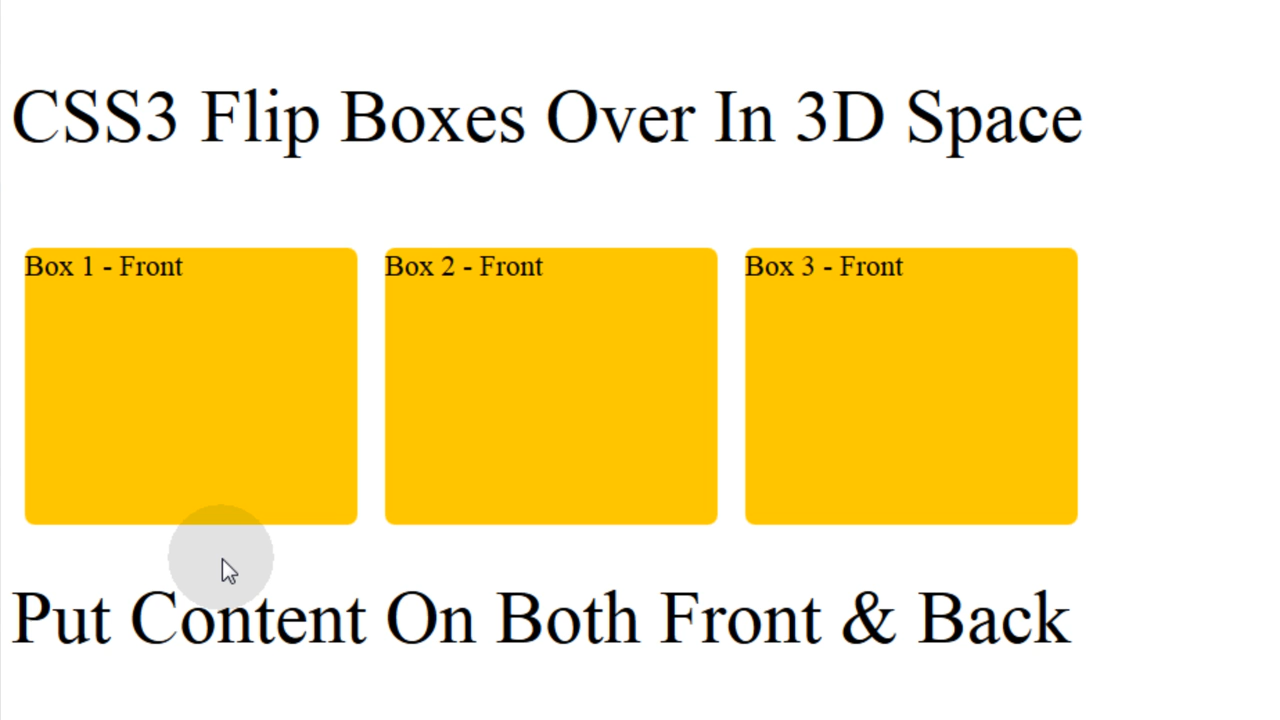 CSS3 Flip Boxes Over In 3D Space
Box 1 - Front
Box 2 - Front
Box 3 - Front
Put Content On Both Front & Back